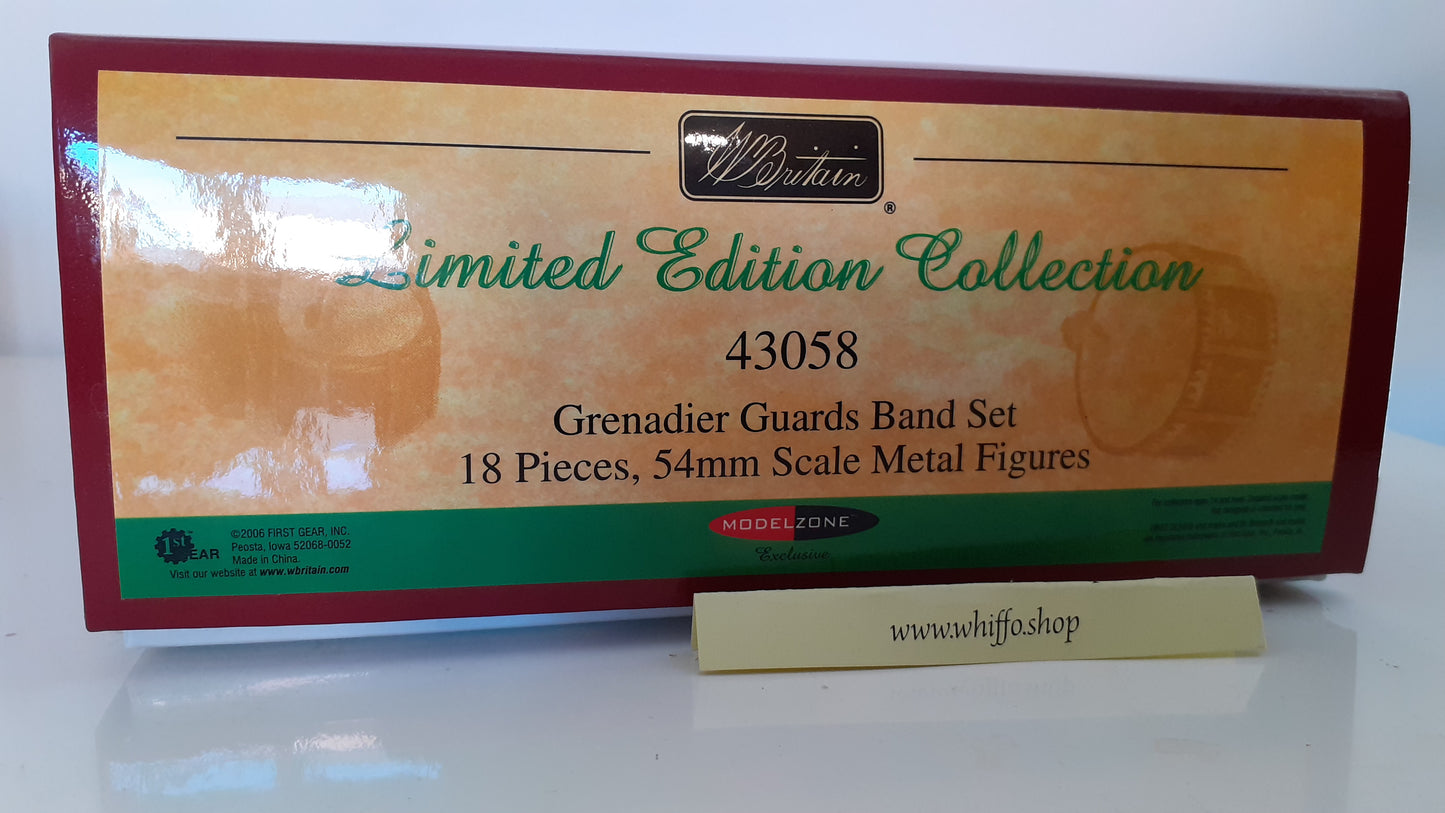 WBritain
®
Limited Edition Collection
43058
Grenadier Guards Band Set
18 Pieces, 54mm Scale Metal Figures
1st GEAR
©2006 FIRST GEAR, INC.
Peosta, Iowa 52068-0052
Made in China.
Visit our website at www.wbritain.com
MODELZONE™
Exclusive
www.whiffo.shop